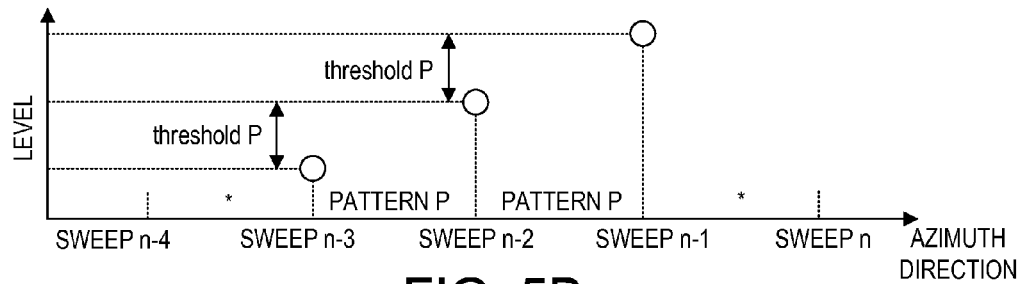 threshold P
LEVEL
threshold P
* PATTERN P PATTERN P *
SWEEP n-4 SWEEP n-3 SWEEP n-2 SWEEP n-1 SWEEP n AZIMUTH
DIRECTION